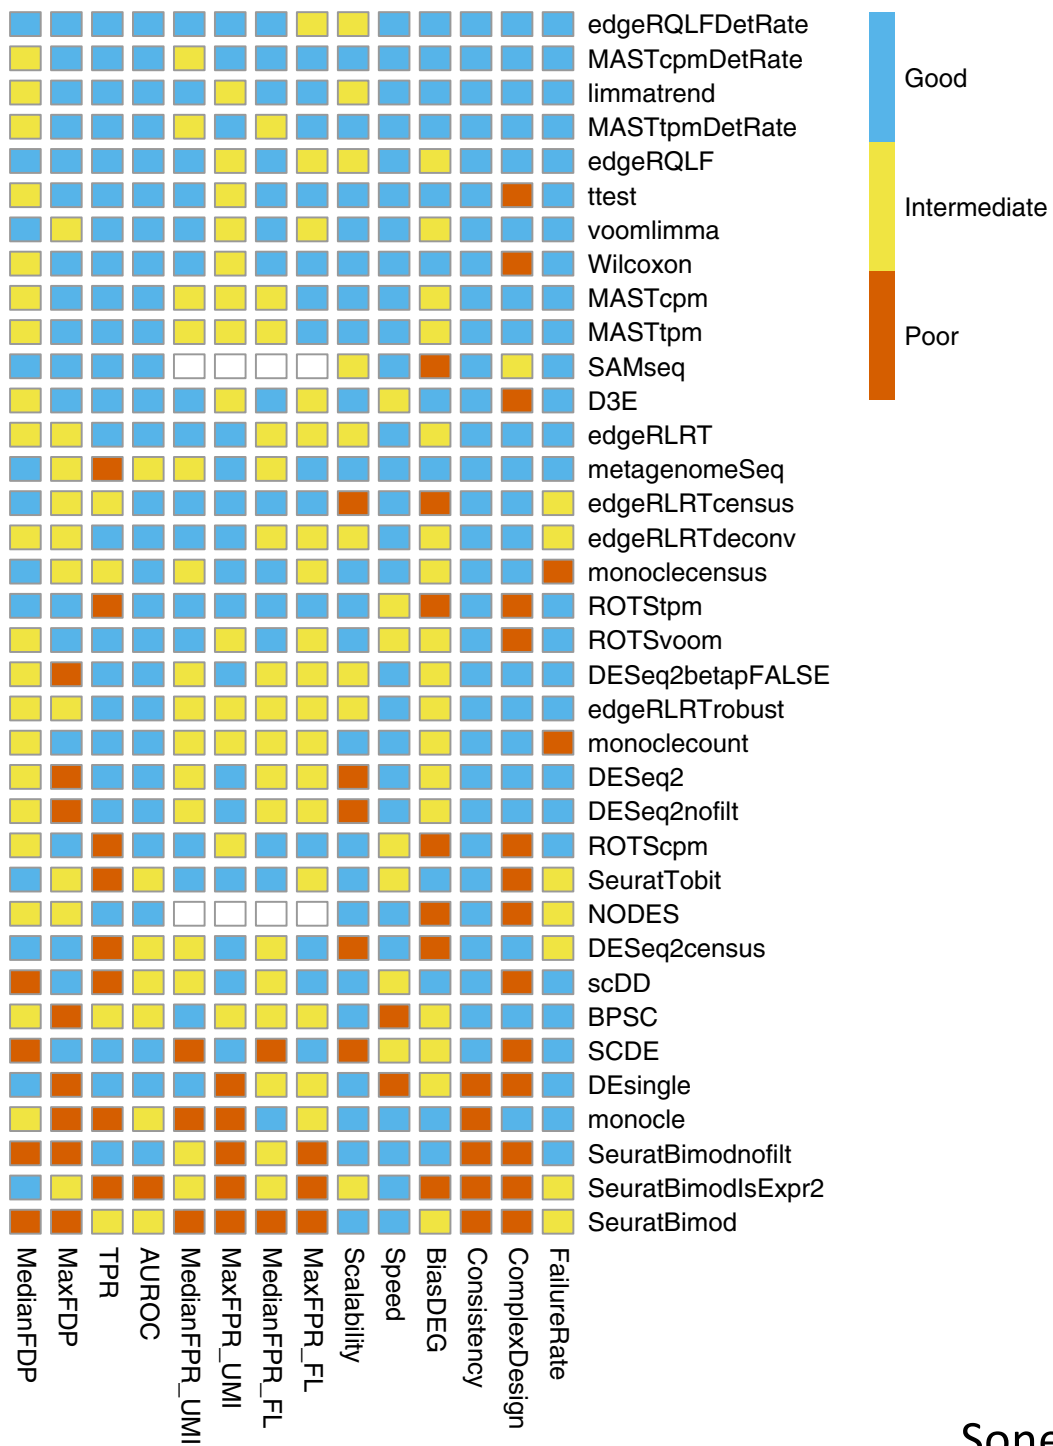 edgeRQLFDetRate
MASTcpmDetRate
limmatrend
MASTtpmDetRate
edgeRQLF
ttest
voomlimma
Wilcoxon
MASTcpm
MASTtpm
SAMseq
D3E
edgeRLRT
metagenomeSeq
edgeRLRTcensus
edgeRLRTdeconv
monoclecensus
ROTStpm
ROTSvoom
DESeq2betapFALSE
edgeRLRTrobust
monoclecount
DESeq2
DESeq2nofilt
ROTScpm
SeuratTobit
NODES
DESeq2census
scDD
BPSC
SCDE
DEsingle
monocle
SeuratBimodnofilt
SeuratBimodIsExpr2
SeuratBimod
Good
Intermediate
Poor
MedianFDP
MaxFDP
TPR
AUROC
MedianFPR_UMI
MaxFPR_UMI
MedianFPR_FL
MaxFPR_FL
Scalability
Speed
BiasDEG
Consistency
ComplexDesign
FailureRate